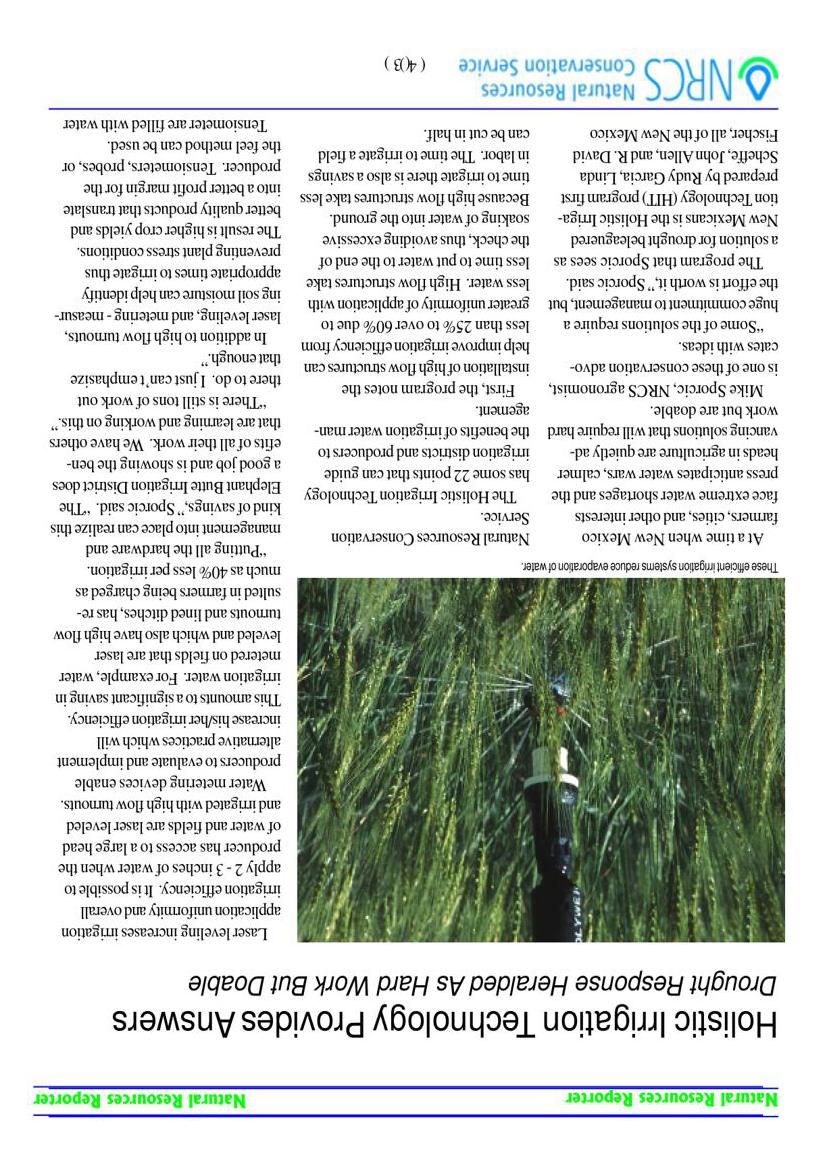 Natural Resources Reporter
Natural Resources Reporter
Holistic Irrigation Technology Provides Answers
Drought Response Heralded As Hard Work But Doable
OLYWE
These efficient irrigation systems reduce evaporation of water.
At a time when New Mexico
farmers, cities, and other interests
face extreme water shortages and the
press anticipates water wars, calmer
heads in agriculture are quietly ad-
vancing solutions that will require hard
work but are doable.
Mike Sporcic, NRCS agronomist,
is one of these conservation advo-
cates with ideas.
“Some of the solutions require a
huge commitment to management, but
the effort is worth it,” Sporcic said.
The program that Sporcic sees as
a solution for drought beleaguered
New Mexicans is the Holistic Irriga-
tion Technology (HIT) program first
prepared by Rudy Garcia, Linda
Scheffe, John Allen, and R. David
Fischer, all of the New Mexico
Natural Resources Conservation
Service.
The Holistic Irrigation Technology
has some 22 points that can guide
irrigation districts and producers to
the benefits of irrigation water man-
agement.
First, the program notes the
installation of high flow structures can
help improve irrigation efficiency from
less than 25% to over 60% due to
greater uniformity of application with
less water. High flow structures take
less time to put water to the end of
the check, thus avoiding excessive
soaking of water into the ground.
Because high flow structures take less
time to irrigate there is also a savings
in labor. The time to irrigate a field
can be cut in half.
Laser leveling increases irrigation
application uniformity and overall
irrigation efficiency. It is possible to
apply 2 - 3 inches of water when the
producer has access to a large head
of water and fields are laser leveled
and irrigated with high flow turnouts.
Water metering devices enable
producers to evaluate and implement
alternative practices which will
increase his/her irrigation efficiency.
This amounts to a significant saving in
irrigation water. For example, water
metered on fields that are laser
leveled and which also have high flow
turnouts and lined ditches, has re-
sulted in farmers being charged as
much as 40% less per irrigation.
“Putting all the hardware and
management into place can realize this
kind of savings,” Sporcic said. “The
Elephant Butte Irrigation District does
a good job and is showing the ben-
efits of all their work. We have others
that are learning and working on this.”
“There is still tons of work out
there to do. I just can’t emphasize
that enough.”
In addition to high flow turnouts,
laser leveling, and metering - measur-
ing soil moisture can help identify
appropriate times to irrigate thus
preventing plant stress conditions.
The result is higher crop yields and
better quality products that translate
into a better profit margin for the
producer. Tensiometers, probes, or
the feel method can be used.
Tensiometer are filled with water
NRCS
Natural Resources
Conservation Service
( 4(3) )